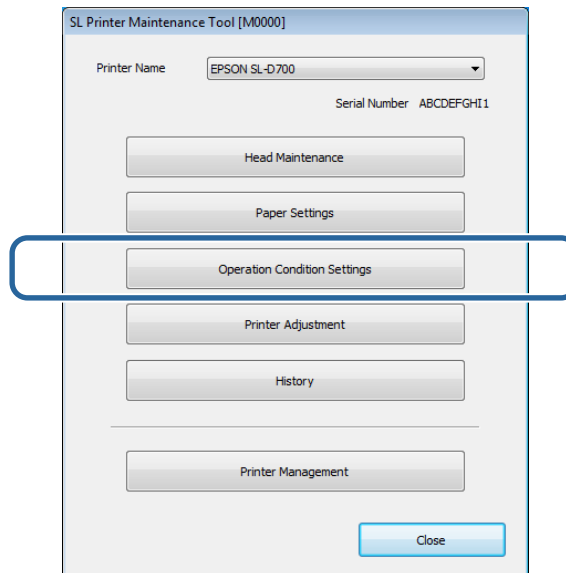 SL Printer Maintenance Tool [M0000]
Printer Name EPSON SL-D700
Serial Number ABCDEFGHI1
Head Maintenance
Paper Settings
Operation Condition Settings
Printer Adjustment
History
Printer Management
Close